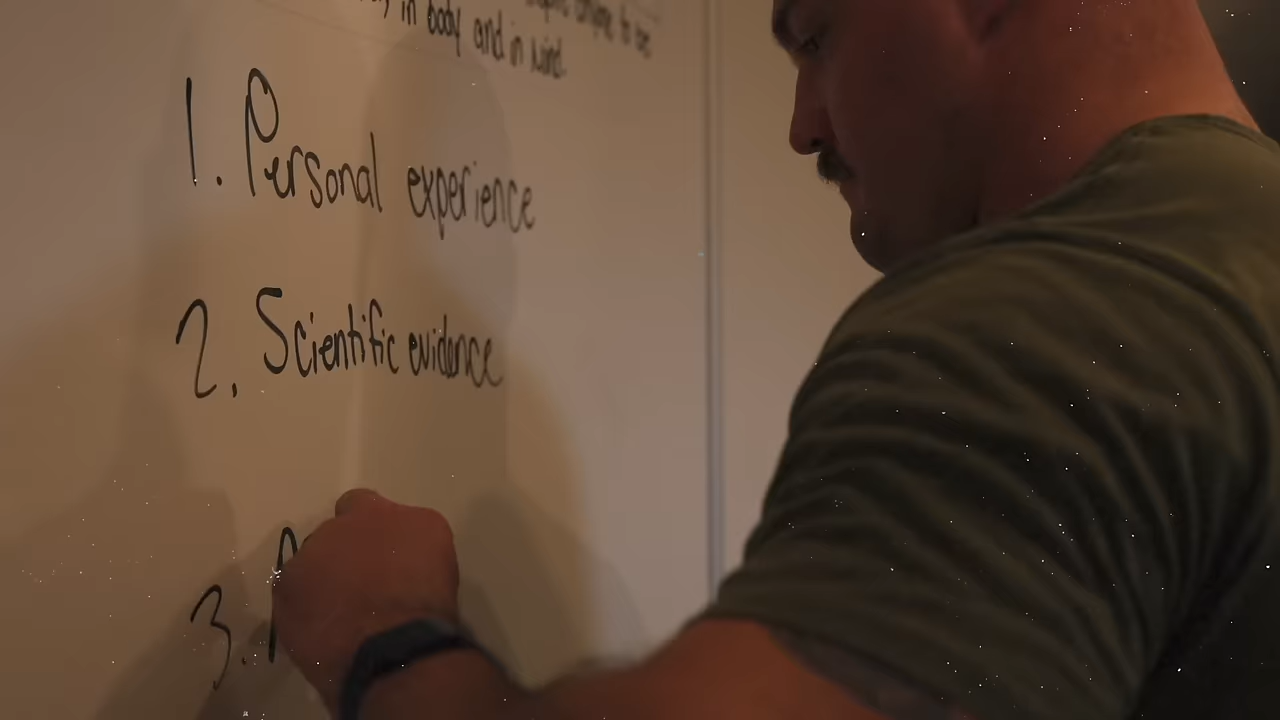 in body and in Mind.
1. Personal experience
2. Scientific evidence
3.